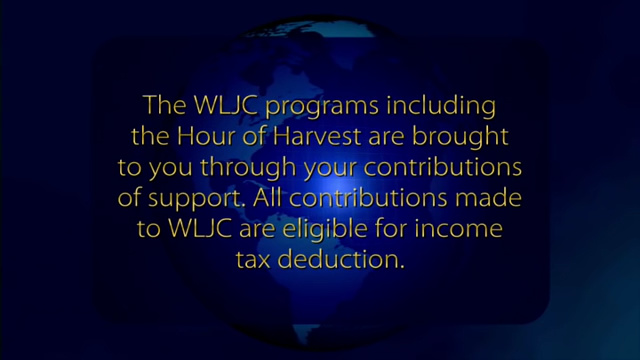 The WLJC programs including
the Hour of Harvest are brought
to you through your contributions
of support. All contributions made
to WLJC are eligible for income
tax deduction.